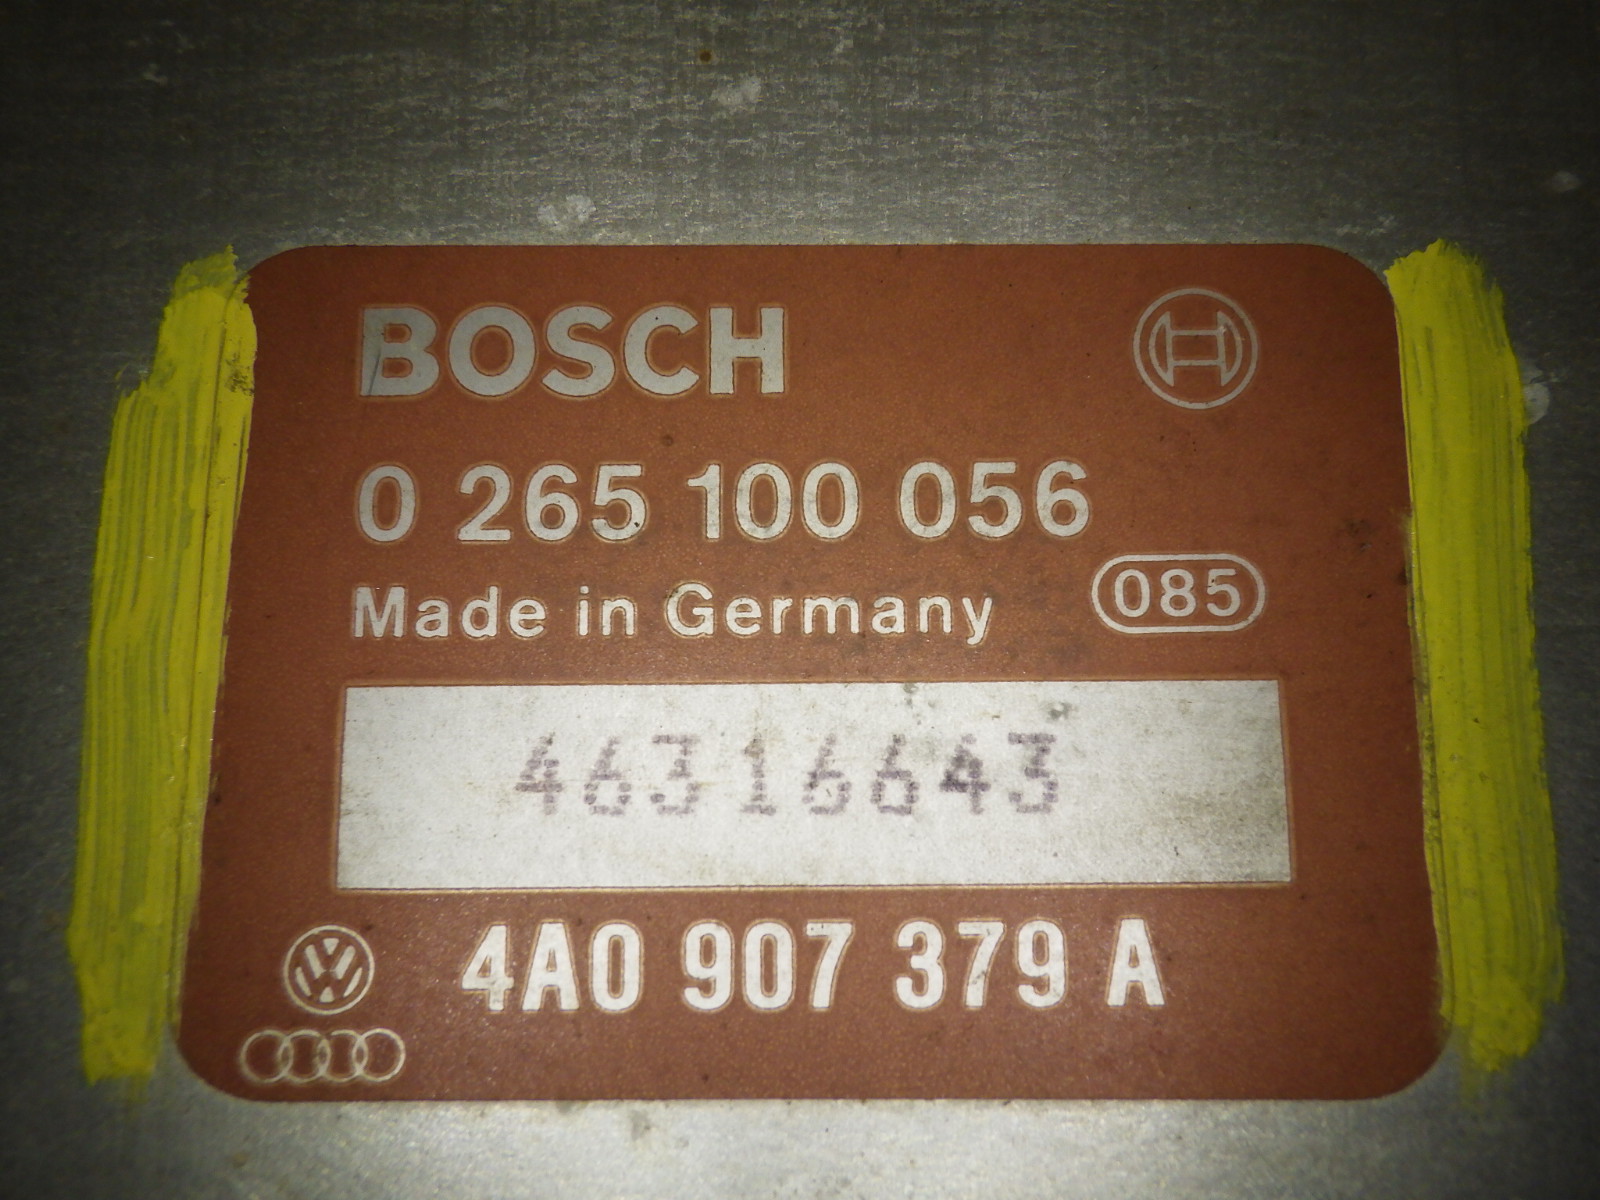 BOSCH
0 265 100 056
Made in Germany 085
46316643
4A0 907 379 A